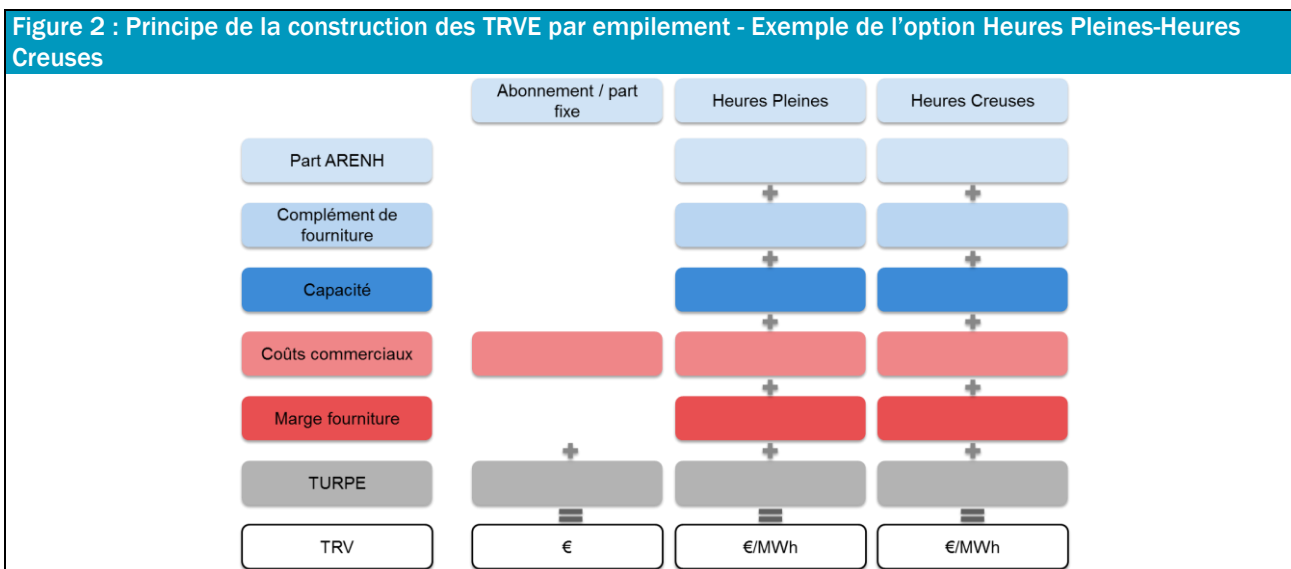 Figure 2 : Principe de la construction des TRVE par empilement - Exemple de l’option Heures Pleines-Heures
Creuses
Abonnement / part
fixe
Heures Pleines
Heures Creuses
Part ARENH
+ +
Complément de
fourniture
+ +
Capacité
+ +
Coûts commerciaux
+ +
Marge fourniture
+ + +
TURPE
= = =
TRV
€
€/MWh
€/MWh